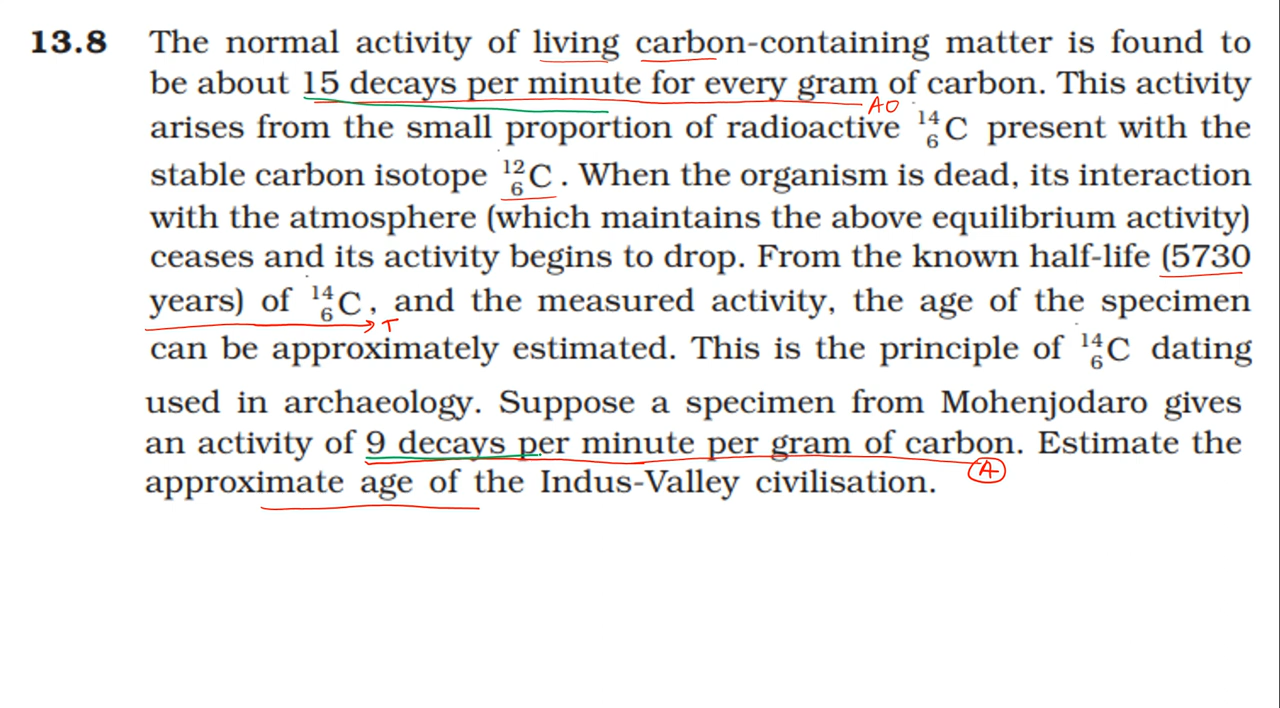 13.8 The normal activity of living carbon-containing matter is found to
be about 15 decays per minute for every gram of carbon. This activity
A0
arises from the small proportion of radioactive ¹⁴₆C present with the
stable carbon isotope ¹²₆C. When the organism is dead, its interaction
with the atmosphere (which maintains the above equilibrium activity)
ceases and its activity begins to drop. From the known half-life (5730
years) of ¹⁴₆C, and the measured activity, the age of the specimen
T
can be approximately estimated. This is the principle of ¹⁴₆C dating
used in archaeology. Suppose a specimen from Mohenjodaro gives
an activity of 9 decays per minute per gram of carbon. Estimate the
A
approximate age of the Indus-Valley civilisation.